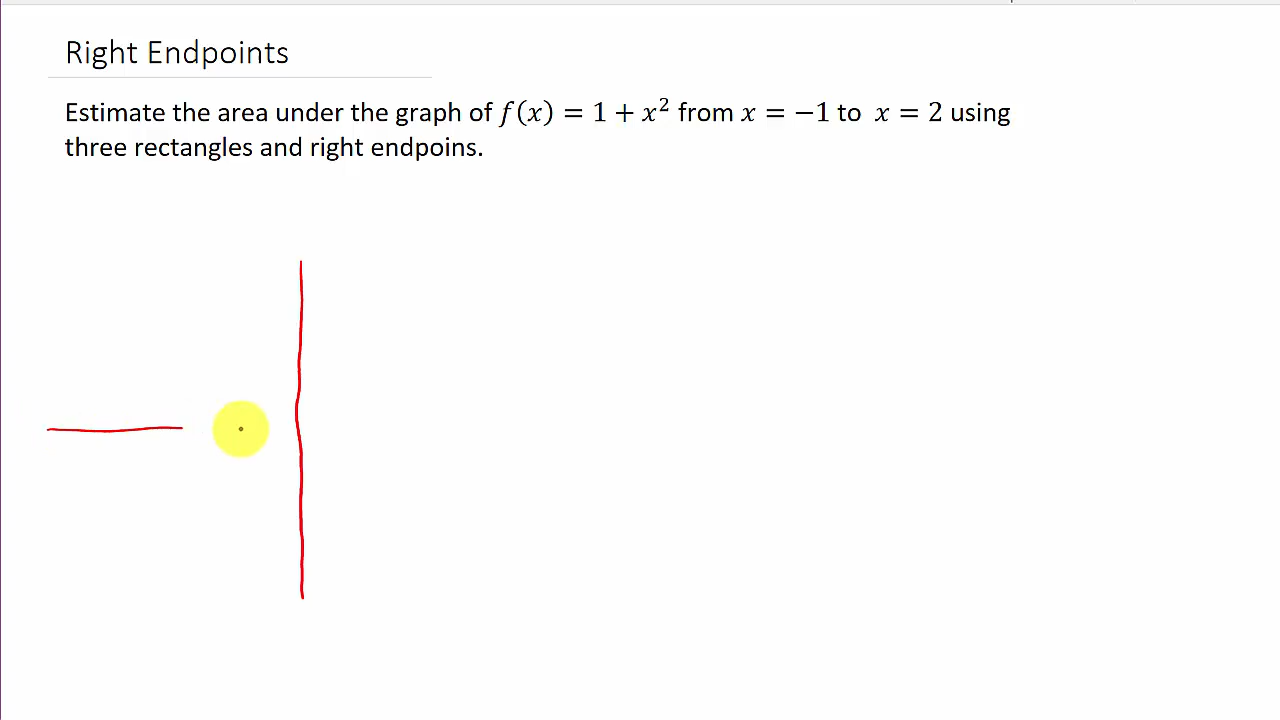 Right Endpoints
Estimate the area under the graph of f(x) = 1 + x² from x = −1 to x = 2 using
three rectangles and right endpoins.